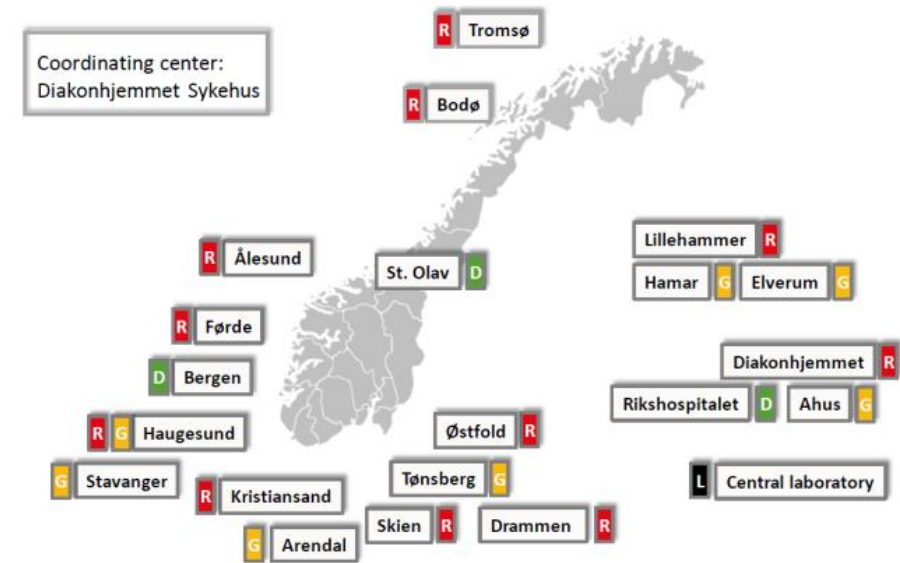 Coordinating center:
Diakonhjemmet Sykehus
R Tromsø
R Bodø
R Ålesund
St. Olav D
Lillehammer R
Hamar G Elverum G
R Førde
D Bergen
Diakonhjemmet R
Rikshospitalet D Ahus G
R G Haugesund
Østfold R
G Stavanger
R Kristiansand
Tønsberg G
L Central laboratory
G Arendal
Skien R
Drammen R